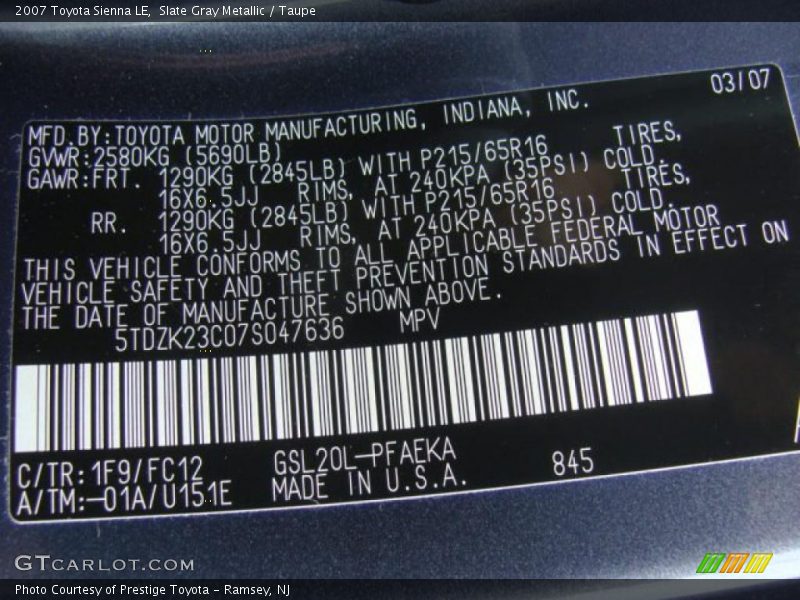 2007 Toyota Sienna LE, Slate Gray Metallic / Taupe
03/07
MFD.BY:TOYOTA MOTOR MANUFACTURING, INDIANA, INC.
GVWR:2580KG (5690LB)
GAWR:FRT. 1290KG (2845LB) WITH P215/65R16 TIRES,
16X6.5JJ RIMS, AT 240KPA (35PSI) COLD.
RR. 1290KG (2845LB) WITH P215/65R16 TIRES,
16X6.5JJ RIMS, AT 240KPA (35PSI) COLD.
THIS VEHICLE CONFORMS TO ALL APPLICABLE FEDERAL MOTOR
VEHICLE SAFETY AND THEFT PREVENTION STANDARDS IN EFFECT ON
THE DATE OF MANUFACTURE SHOWN ABOVE.
5TDZK23C07S047636 MPV
C/TR:1F9/FC12 GSL20L-PFAEKA 845
A/TM:-01A/U151E MADE IN U.S.A.
GTCARLOT.COM
Photo Courtesy of Prestige Toyota - Ramsey, NJ